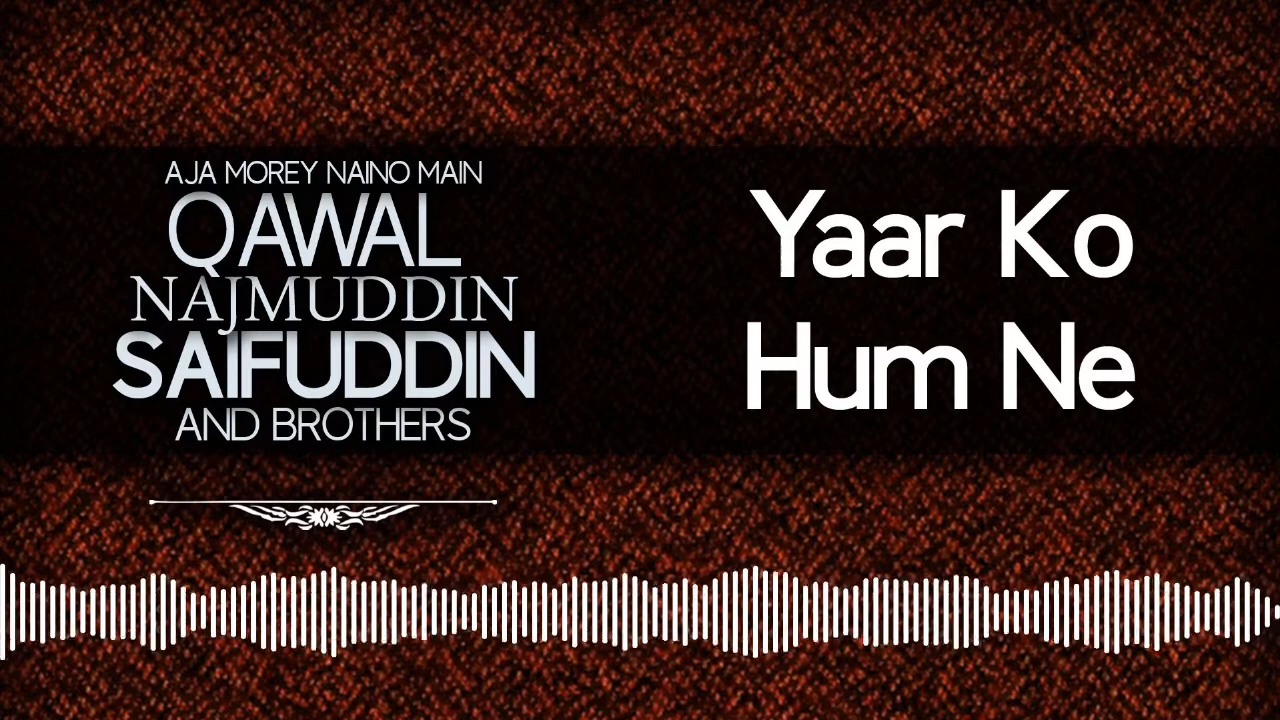 AJA MOREY NAINO MAIN
QAWAL
NAJMUDDIN
SAIFUDDIN
AND BROTHERS
Yaar Ko
Hum Ne